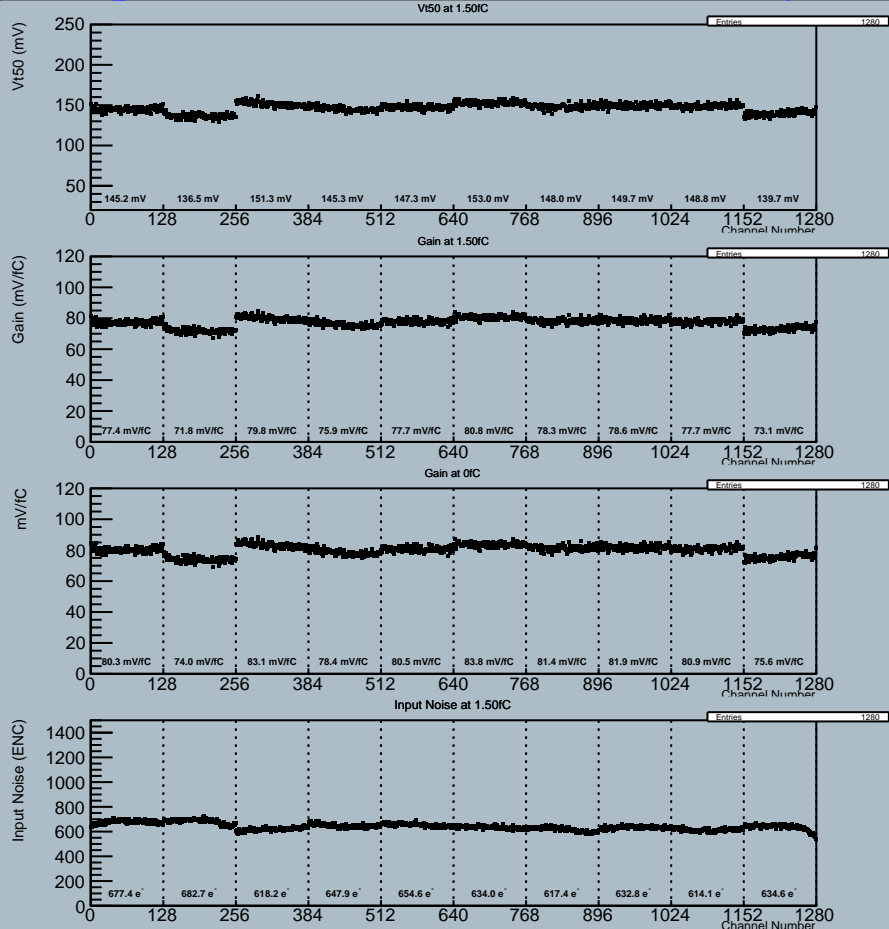 Vt50 at 1.50fC
Entries 1280
Vt50 (mV)
250
200
150
100
50
145.2 mV 136.5 mV 151.3 mV 145.3 mV 147.3 mV 153.0 mV 148.0 mV 149.7 mV 148.8 mV 139.7 mV
0 128 256 384 512 640 768 896 1024 1152 1280
Channel Number
Gain at 1.50fC
Entries 1280
Gain (mV/fC)
120
100
80
60
40
20
0
77.4 mV/fC 71.8 mV/fC 79.8 mV/fC 75.9 mV/fC 77.7 mV/fC 80.8 mV/fC 78.3 mV/fC 78.6 mV/fC 77.7 mV/fC 73.1 mV/fC
0 128 256 384 512 640 768 896 1024 1152 1280
Channel Number
Gain at 0fC
Entries 1280
mV/fC
120
100
80
60
40
20
0
80.3 mV/fC 74.0 mV/fC 83.1 mV/fC 78.4 mV/fC 80.5 mV/fC 83.8 mV/fC 81.4 mV/fC 81.9 mV/fC 80.9 mV/fC 75.6 mV/fC
0 128 256 384 512 640 768 896 1024 1152 1280
Channel Number
Input Noise at 1.50fC
Entries 1280
Input Noise (ENC)
1400
1200
1000
800
600
400
200
0
677.4 e⁻ 682.7 e⁻ 618.2 e⁻ 647.9 e⁻ 654.6 e⁻ 634.0 e⁻ 617.4 e⁻ 632.8 e⁻ 614.1 e⁻ 634.6 e⁻
0 128 256 384 512 640 768 896 1024 1152 1280
Channel Number